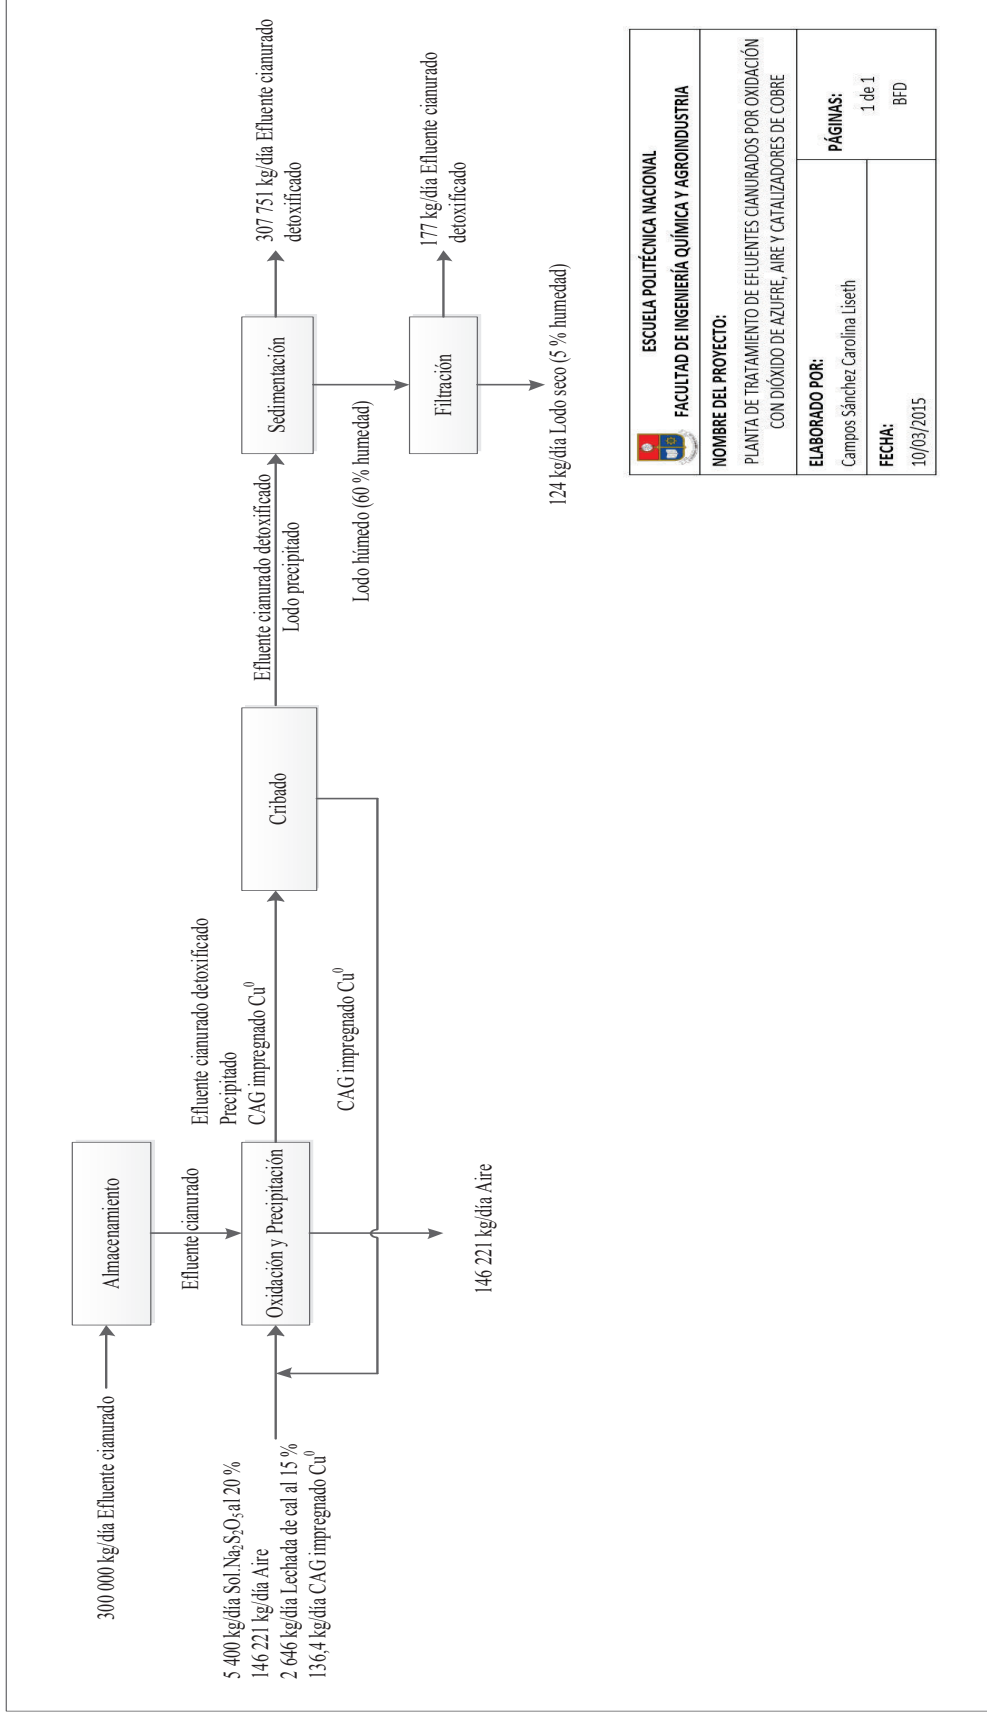 300 000 kg/día Efluente cianurado
Almacenamiento
Efluente cianurado
5 400 kg/día Sol.Na₂S₂O₅al 20 %
146 221 kg/día Aire
2 646 kg/día Lechada de cal al 15 %
136,4 kg/día CAG impregnado Cu⁰
Oxidación y Precipitación
146 221 kg/día Aire
Efluente cianurado detoxificado
Precipitado
CAG impregnado Cu⁰
Cribado
CAG impregnado Cu⁰
Efluente cianurado detoxificado
Lodo precipitado
Sedimentación
307 751 kg/día Efluente cianurado
detoxificado
Lodo húmedo (60 % humedad)
Filtración
177 kg/día Efluente cianurado
detoxificado
124 kg/día Lodo seco (5 % humedad)
ESCUELA POLITÉCNICA NACIONAL
FACULTAD DE INGENIERÍA QUÍMICA Y AGROINDUSTRIA
NOMBRE DEL PROYECTO:
PLANTA DE TRATAMIENTO DE EFLUENTES CIANURADOS POR OXIDACIÓN
CON DIÓXIDO DE AZUFRE, AIRE Y CATALIZADORES DE COBRE
ELABORADO POR:
Campos Sánchez Carolina Liseth
PÁGINAS:
1 de 1
BFD
FECHA:
10/03/2015